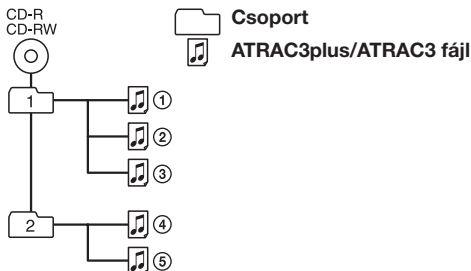 CD-R
CD-RW
Csoport
ATRAC3plus/ATRAC3 fájl
1
①
②
③
2
④
⑤